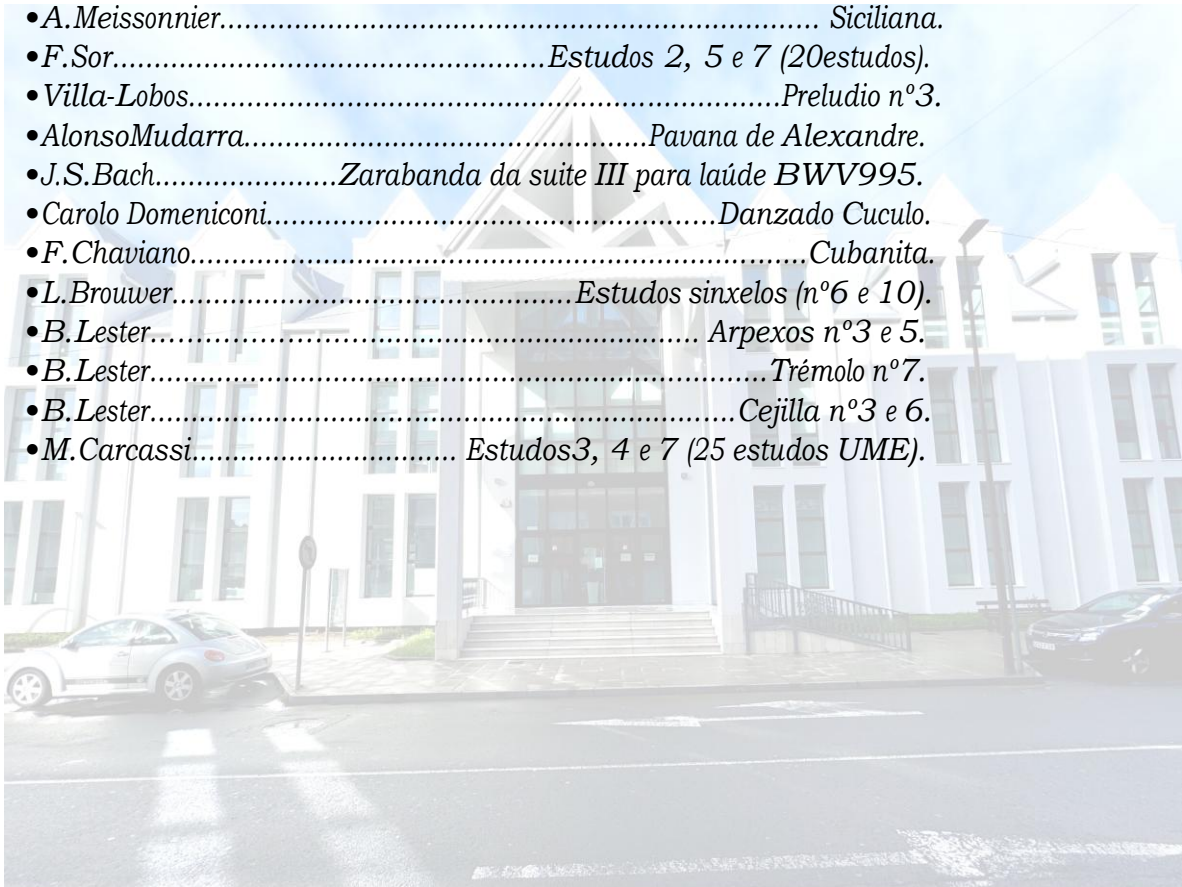 •A.Meissonnier.............................................................................. Siciliana.
•F.Sor........................................................Estudos 2, 5 e 7 (20estudos).
•Villa-Lobos.............................................................................Preludio nº3.
•AlonsoMudarra....................................................Pavana de Alexandre.
•J.S.Bach.......................Zarabanda da suite III para laúde BWV995.
•Carolo Domeniconi..........................................................Danzado Cuculo.
•F.Chaviano................................................................................Cubanita.
•L.Brouwer....................................................Estudos sinxelos (nº6 e 10).
•B.Lester....................................................................... Arpexos nº3 e 5.
•B.Lester................................................................................Trémolo nº7.
•B.Lester...........................................................................Cejilla nº3 e 6.
•M.Carcassi.................................. Estudos3, 4 e 7 (25 estudos UME).